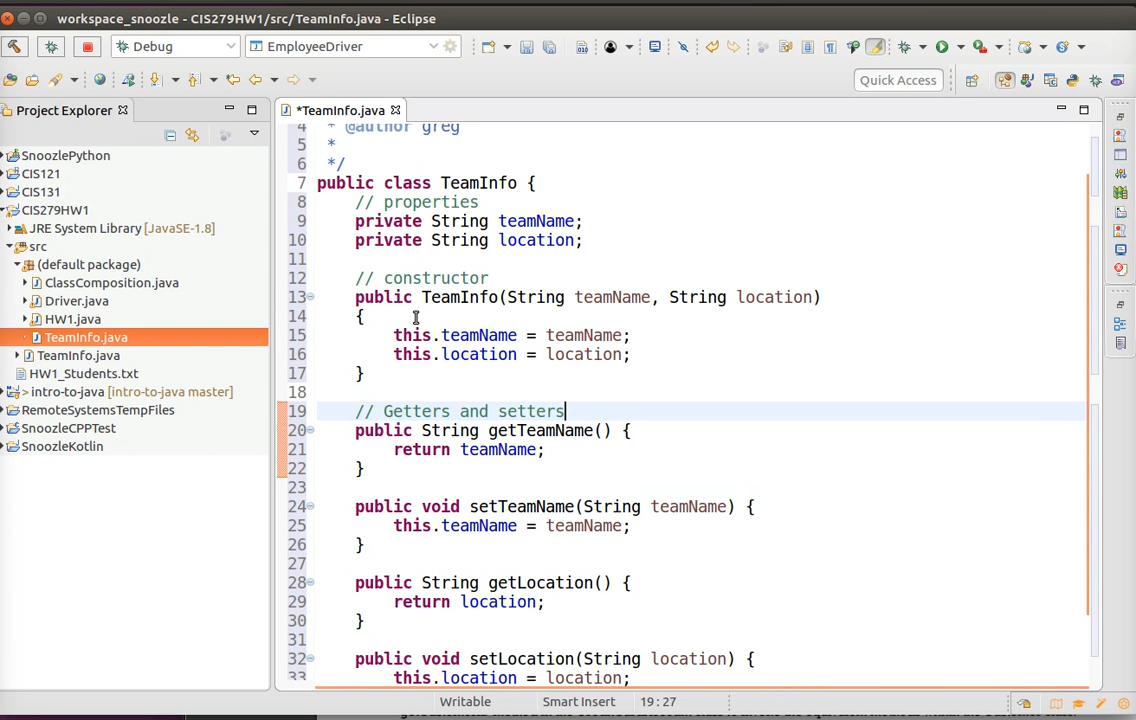 workspace_snoozle - CIS279HW1/src/TeamInfo.java - Eclipse
Debug
EmployeeDriver
Quick Access
Project Explorer
*TeamInfo.java
SnoozlePython
CIS121
CIS131
CIS279HW1
JRE System Library [JavaSE-1.8]
src
(default package)
ClassComposition.java
Driver.java
HW1.java
TeamInfo.java
TeamInfo.java
HW1_Students.txt
> intro-to-java [intro-to-java master]
RemoteSystemsTempFiles
SnoozleCPPTest
SnoozleKotlin
4 * @author greg
5 *
6 */
7 public class TeamInfo {
8 // properties
9 private String teamName;
10 private String location;
11
12 // constructor
13 public TeamInfo(String teamName, String location)
14 {
15 this.teamName = teamName;
16 this.location = location;
17 }
18
19 // Getters and setters
20 public String getTeamName() {
21 return teamName;
22 }
23
24 public void setTeamName(String teamName) {
25 this.teamName = teamName;
26 }
27
28 public String getLocation() {
29 return location;
30 }
31
32 public void setLocation(String location) {
33 this.location = location;
Writable
Smart Insert
19:27